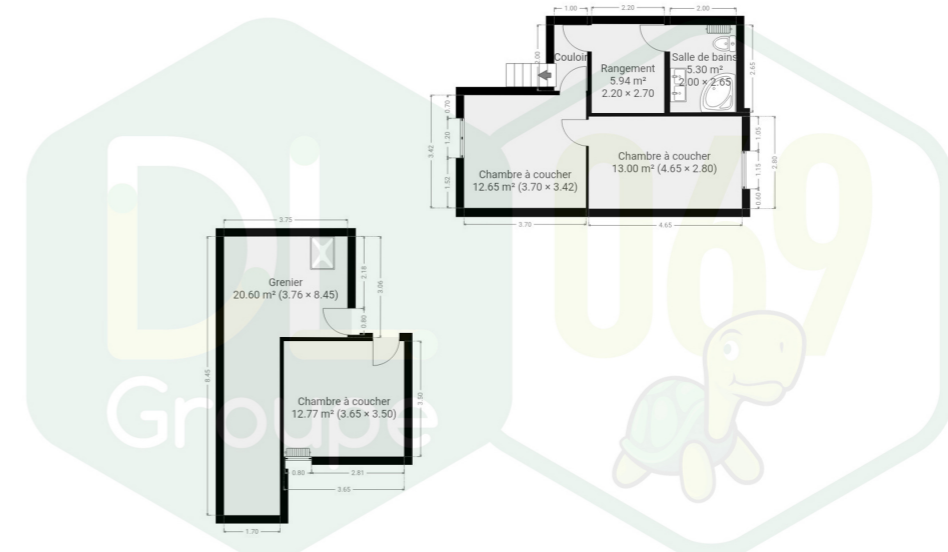 1.00
2.20
2.00
2.00
Couloir
Rangement
5.94 m²
2.20 × 2.70
Salle de bains
5.30 m²
2.00 × 2.65
2.65
0.70
1.20
1.52
3.42
Chambre à coucher
12.65 m² (3.70 × 3.42)
Chambre à coucher
13.00 m² (4.65 × 2.80)
1.05
1.15
0.60
2.80
3.70
4.65
3.75
Grenier
20.60 m² (3.76 × 8.45)
2.18
0.80
3.06
8.45
Chambre à coucher
12.77 m² (3.65 × 3.50)
3.50
0.80
2.81
3.65
1.70
DL
Groupe
069